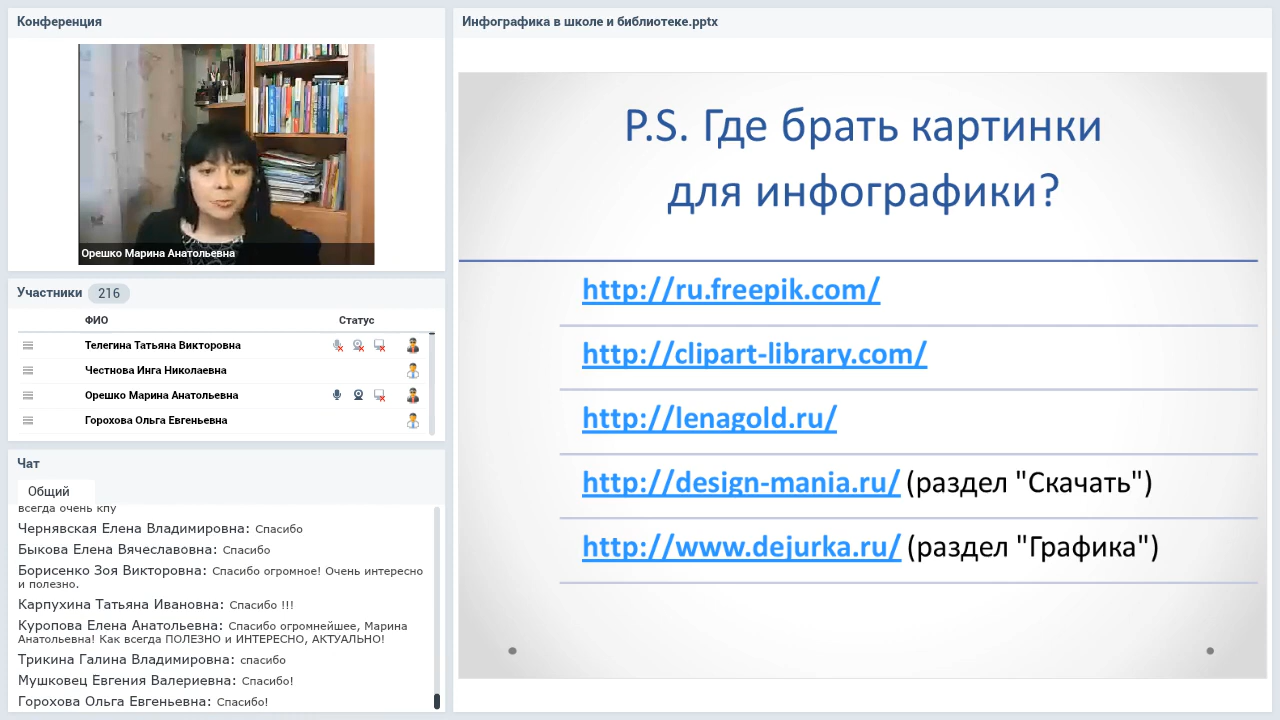 Конференция
Орешко Марина Анатольевна
Участники 216
ФИО Статус
Телегина Татьяна Викторовна
Честнова Инга Николаевна
Орешко Марина Анатольевна
Горохова Ольга Евгеньевна
Чат
Общий
всегда очень кпу
Чернявская Елена Владимировна: Спасибо
Быкова Елена Вячеславовна: Спасибо
Борисенко Зоя Викторовна: Спасибо огромное! Очень интересно
и полезно.
Карпухина Татьяна Ивановна: Спасибо !!!
Куропова Елена Анатольевна: Спасибо огромнейшее, Марина
Анатольевна! Как всегда ПОЛЕЗНО и ИНТЕРЕСНО, АКТУАЛЬНО!
Трикина Галина Владимировна: спасибо
Мушковец Евгения Валериевна: Спасибо!
Горохова Ольга Евгеньевна: Спасибо!
Инфографика в школе и библиотеке.pptx
P.S. Где брать картинки
для инфографики?
http://ru.freepik.com/
http://clipart-library.com/
http://lenagold.ru/
http://design-mania.ru/ (раздел "Скачать")
http://www.dejurka.ru/ (раздел "Графика")